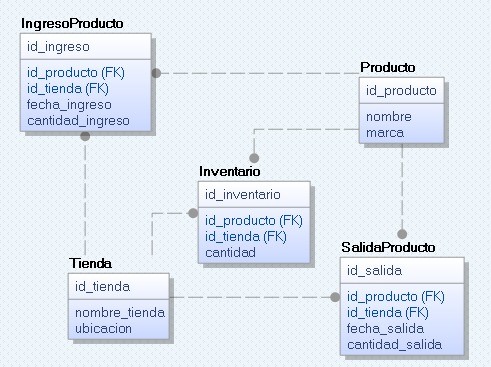 IngresoProducto
id_ingreso
id_producto (FK)
id_tienda (FK)
fecha_ingreso
cantidad_ingreso
Producto
id_producto
nombre
marca
Inventario
id_inventario
id_producto (FK)
id_tienda (FK)
cantidad
Tienda
id_tienda
nombre_tienda
ubicacion
SalidaProducto
id_salida
id_producto (FK)
id_tienda (FK)
fecha_salida
cantidad_salida